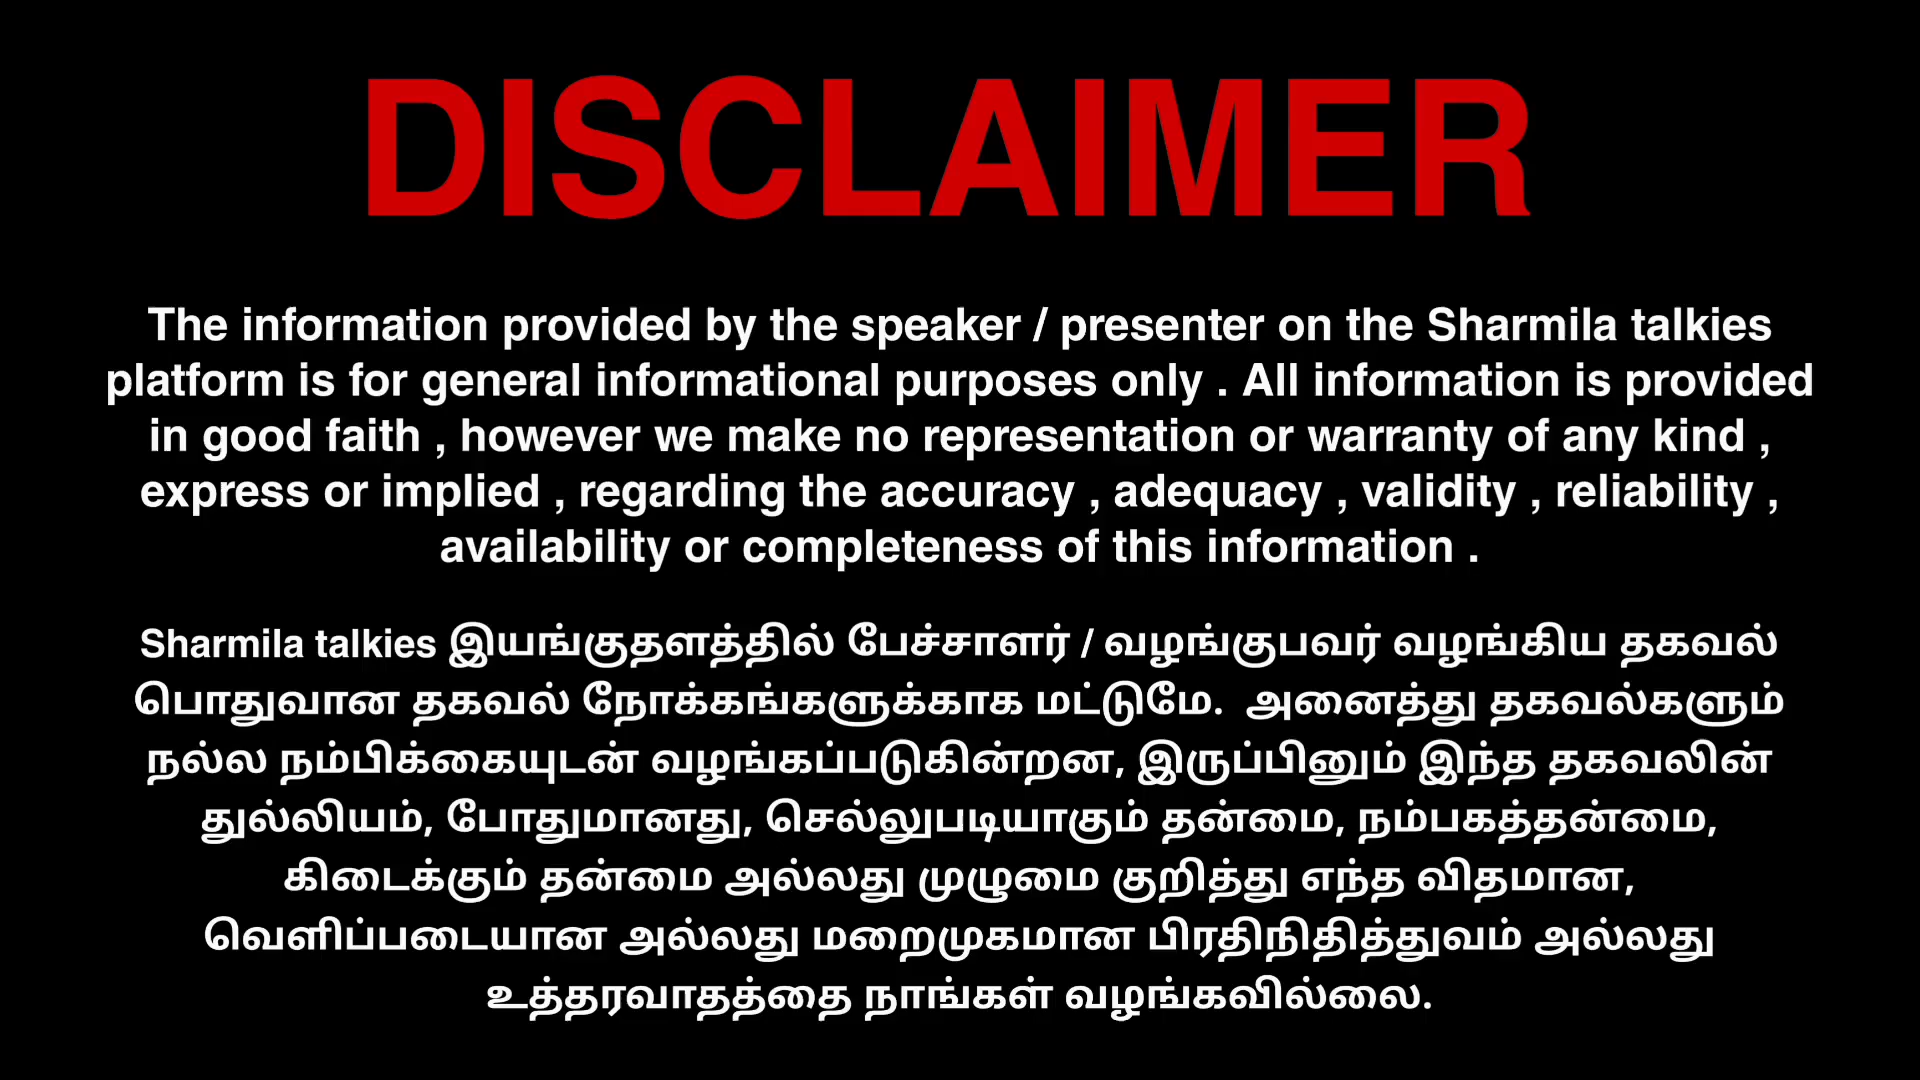 DISCLAIMER
The information provided by the speaker / presenter on the Sharmila talkies
platform is for general informational purposes only . All information is provided
in good faith , however we make no representation or warranty of any kind ,
express or implied , regarding the accuracy , adequacy , validity , reliability ,
availability or completeness of this information .
Sharmila talkies இயங்குதளத்தில் பேச்சாளர் / வழங்குபவர் வழங்கிய தகவல்
பொதுவான தகவல் நோக்கங்களுக்காக மட்டுமே.  அனைத்து தகவல்களும்
நல்ல நம்பிக்கையுடன் வழங்கப்படுகின்றன, இருப்பினும் இந்த தகவலின்
துல்லியம், போதுமானது, செல்லுபடியாகும் தன்மை, நம்பகத்தன்மை,
கிடைக்கும் தன்மை அல்லது முழுமை குறித்து எந்த விதமான,
வெளிப்படையான அல்லது மறைமுகமான பிரதிநிதித்துவம் அல்லது
உத்தரவாதத்தை நாங்கள் வழங்கவில்லை.